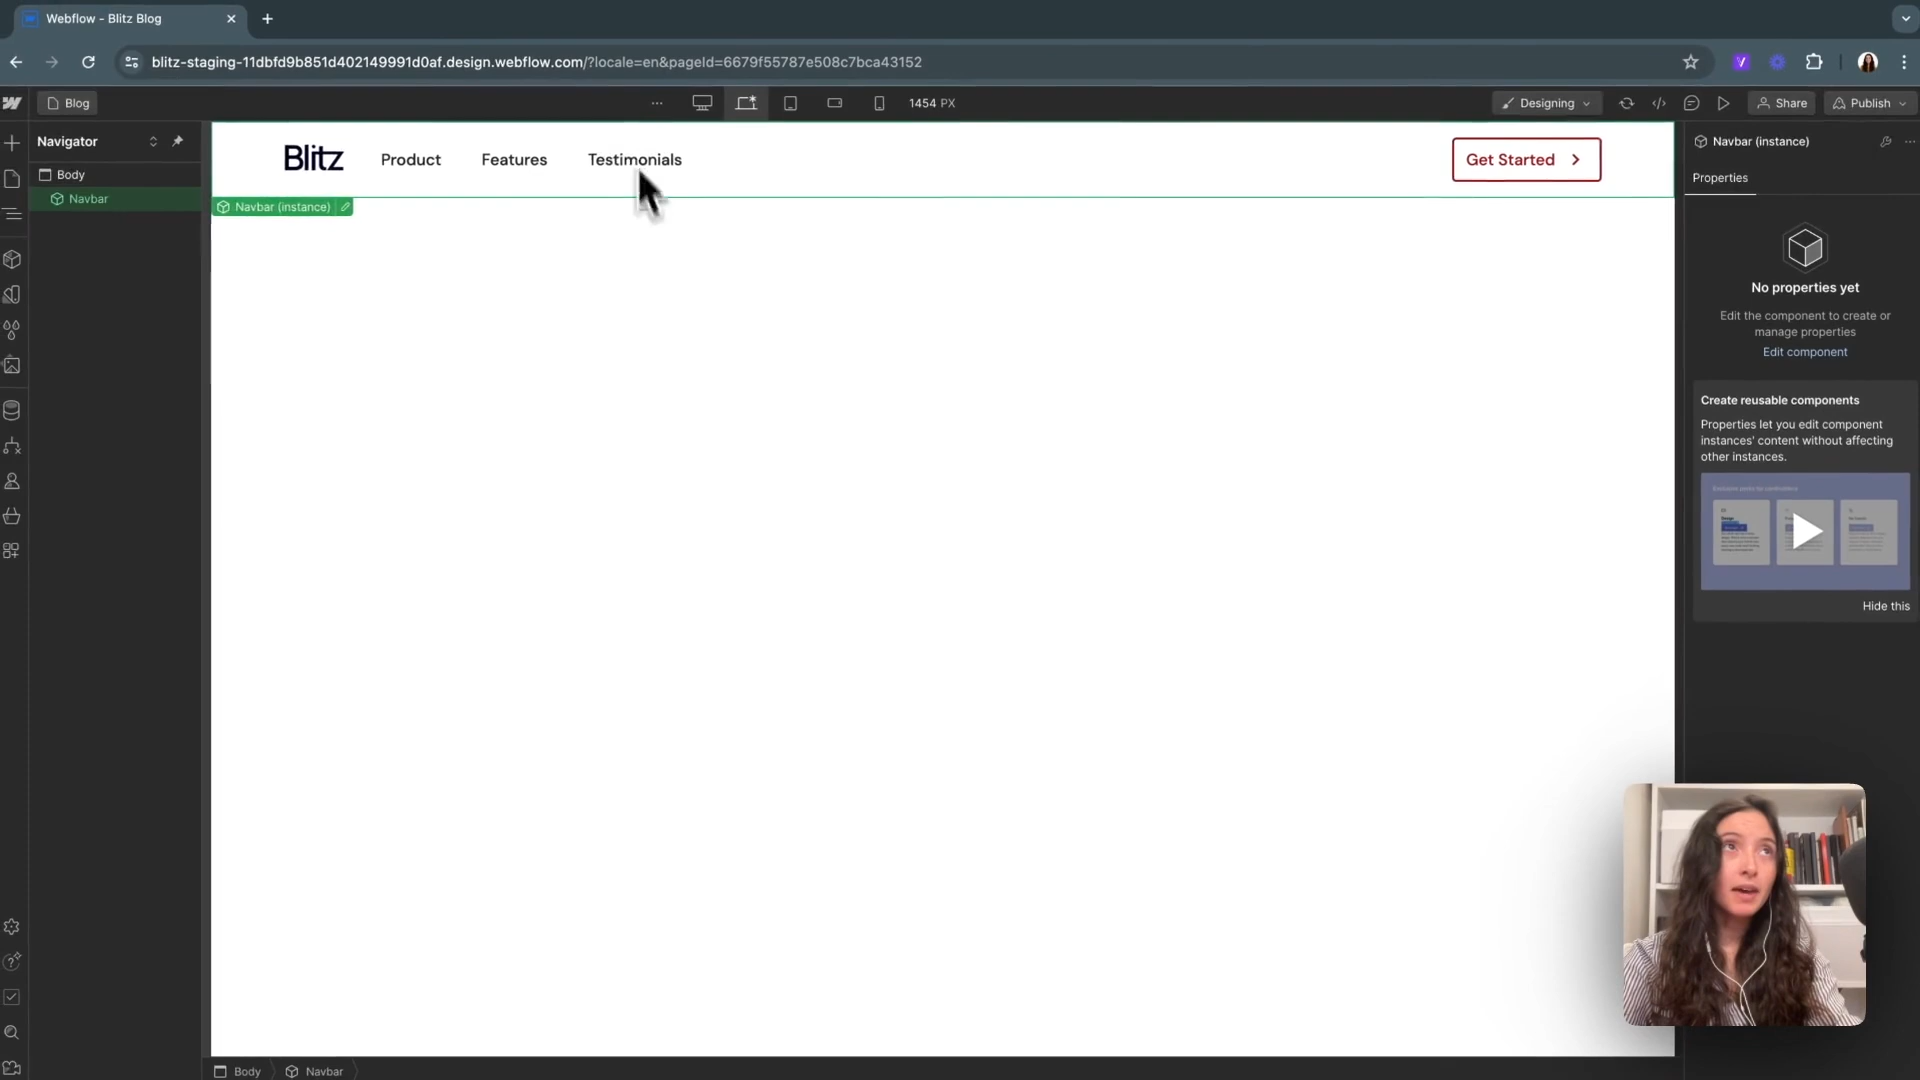 Webflow - Blitz Blog
blitz-staging-11dbfd9b851d402149991d0af.design.webflow.com/?locale=en&pageId=6679f55787e508c7bca43152
Blog
1454 PX
Designing
Share
Publish
Navigator
Body
Navbar
Blitz
Product
Features
Testimonials
Get Started
Navbar (instance)
Navbar (instance)
Properties
No properties yet
Edit the component to create or
manage properties
Edit component
Create reusable components
Properties let you edit component
instances' content without affecting
other instances.
Hide this
Body
Navbar